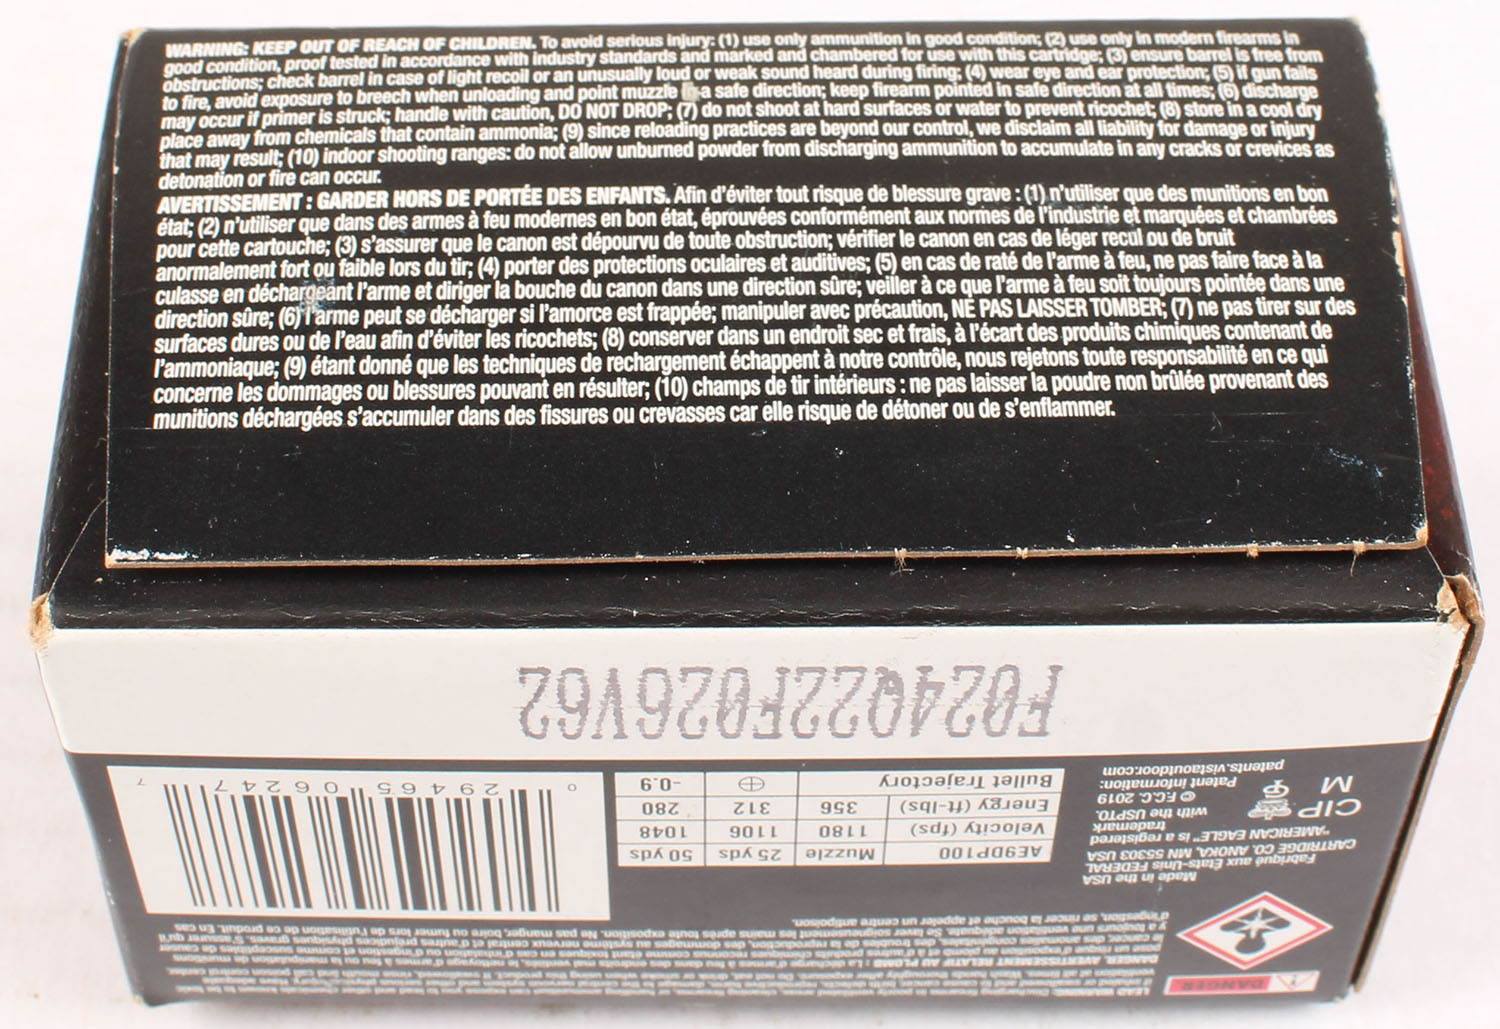 WARNING: KEEP OUT OF REACH OF CHILDREN. To avoid serious injury: (1) use only ammunition in good condition; (2) use only in modern firearms in
good condition, proof tested in accordance with industry standards and marked and chambered for use with this cartridge; (3) ensure barrel is free from
obstructions; check barrel in case of light recoil or an unusually loud or weak sound heard during firing; (4) wear eye and ear protection; (5) if gun fails
to fire, avoid exposure to breech when unloading and point muzzle a safe direction; keep firearm pointed in safe direction at all times; (6) discharge
may occur if primer is struck; handle with caution, DO NOT DROP; (7) do not shoot at hard surfaces or water to prevent ricochet; (8) store in a cool dry
place away from chemicals that contain ammonia; (9) since reloading practices are beyond our control, we disclaim all liability for damage or injury
that may result; (10) indoor shooting ranges: do not allow unburned powder from discharging ammunition to accumulate in any cracks or crevices as
detonation or fire can occur.
AVERTISSEMENT : GARDER HORS DE PORTÉE DES ENFANTS. Afin d'éviter tout risque de blessure grave : (1) n'utiliser que des munitions en bon
état; (2) n'utiliser que dans des armes à feu modernes en bon état, éprouvées conformément aux normes de l'industrie et marquées et chambrées
pour cette cartouche; (3) s'assurer que le canon est dépourvu de toute obstruction; vérifier le canon en cas de léger recul ou de bruit
anormalement fort ou faible lors du tir; (4) porter des protections oculaires et auditives; (5) en cas de raté de l'arme à feu, ne pas faire face à la
culasse en déchargeant l'arme et diriger la bouche du canon dans une direction sûre; veiller à ce que l'arme à feu soit toujours pointée dans une
direction sûre; (6) l'arme peut se décharger si l'amorce est frappée; manipuler avec précaution, NE PAS LAISSER TOMBER; (7) ne pas tirer sur des
surfaces dures ou de l'eau afin d'éviter les ricochets; (8) conserver dans un endroit sec et frais, à l'écart des produits chimiques contenant de
l'ammoniaque; (9) étant donné que les techniques de rechargement échappent à notre contrôle, nous rejetons toute responsabilité en ce qui
concerne les dommages ou blessures pouvant en résulter; (10) champs de tir intérieurs : ne pas laisser la poudre non brûlée provenant des
munitions déchargées s'accumuler dans des fissures ou crevasses car elle risque de détoner ou de s'enflammer.
F024Q22F026V62
DANGER
Made in the USA
Fabriqué aux États-Unis FEDERAL
CARTRIDGE CO. ANOKA, MN 55303 USA
"AMERICAN EAGLE" is a registered
trademark
with the USPTO.
© F.C.C. 2019
Patent information:
patents.vistaoutdoor.com
CIP
M
AE9DP100 Muzzle 25 yds 50 yds
Velocity (fps) 1180 1106 1048
Energy (ft-lbs) 356 312 280
Bullet Trajectory -0.9
0 29465 06247 7